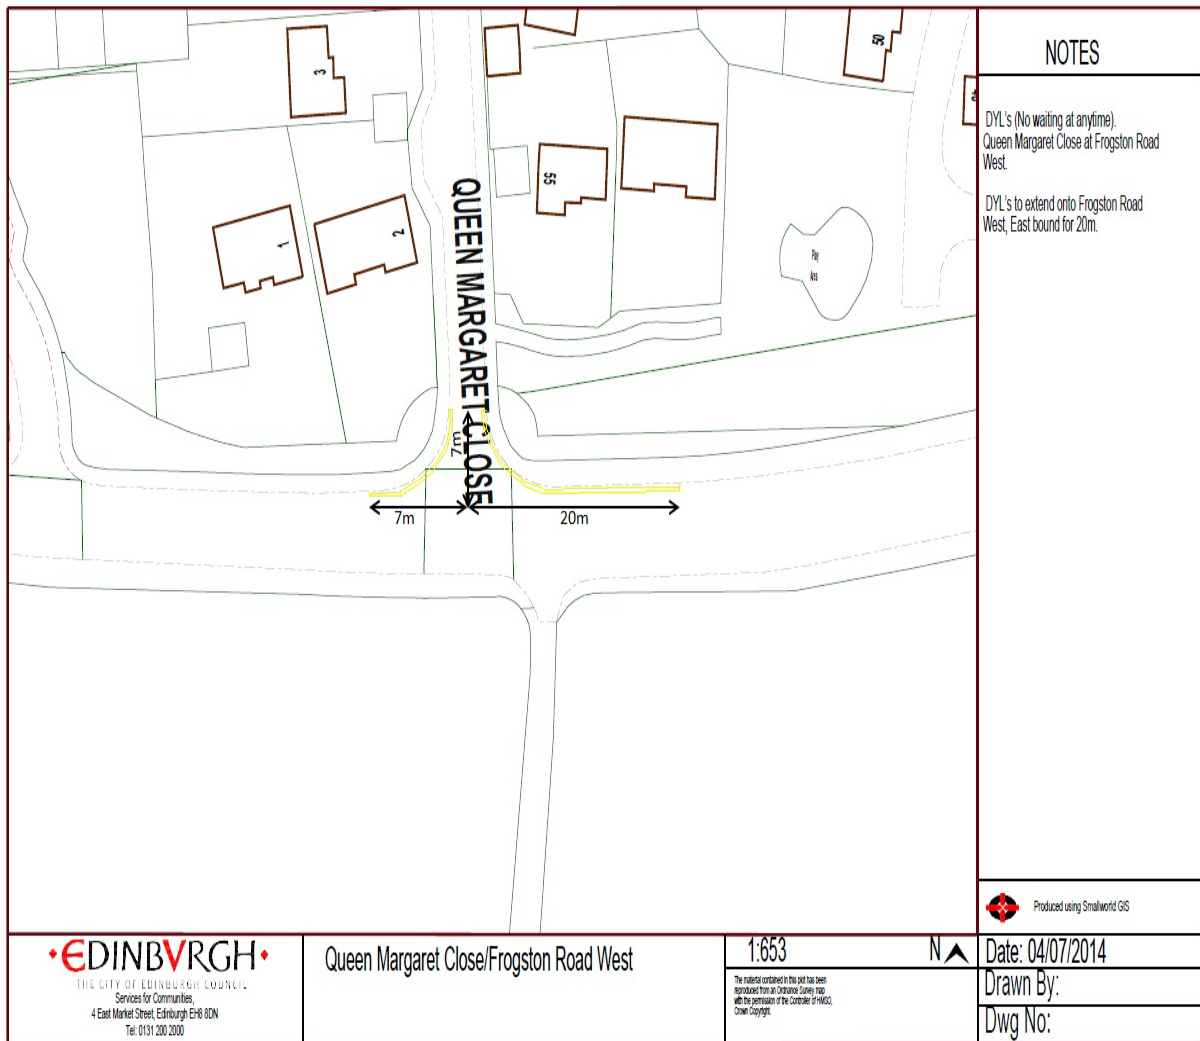 3
50
55
1
2
QUEEN MARGARET CLOSE
Play
Area
7m
7m
20m
NOTES
DYL's (No waiting at anytime).
Queen Margaret Close at Frogston Road
West.
DYL's to extend onto Frogston Road
West, East bound for 20m.
Produced using Smallworld GIS
EDINBVRGH
THE CITY OF EDINBURGH COUNCIL
Services for Communities,
4 East Market Street, Edinburgh EH8 8DN
Tel: 0131 200 2000
Queen Margaret Close/Frogston Road West
1:653
N
The material contained in this plot has been
reproduced from an Ordnance Survey map
with the permission of the Controller of HMSO,
Crown Copyright.
Date: 04/07/2014
Drawn By:
Dwg No: